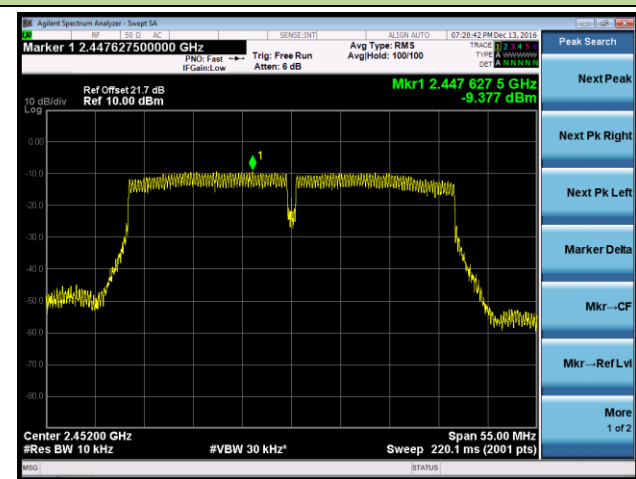 Agilent Spectrum Analyzer - Swept SA
RF 50 Ω AC SENSE:INT ALIGN AUTO 07:20:42 PM Dec 13, 2016
Marker 1 2.447627500000 GHz
PNO: Fast
IFGain:Low
Trig: Free Run
Atten: 6 dB
Avg Type: RMS
Avg|Hold: 100/100
TRACE 1 2 3 4 5 6
TYPE A WWWWW
DET A N N N N N
Peak Search
Mkr1 2.447 627 5 GHz
-9.377 dBm
Ref Offset 21.7 dB
10 dB/div Ref 10.00 dBm
Log
1
0.00
-10.0
-20.0
-30.0
-40.0
-50.0
-60.0
-70.0
-80.0
Next Peak
Next Pk Right
Next Pk Left
Marker Delta
Mkr→CF
Mkr→Ref Lvl
More
1 of 2
Center 2.45200 GHz Span 55.00 MHz
#Res BW 10 kHz #VBW 30 kHz* Sweep 220.1 ms (2001 pts)
MSG STATUS